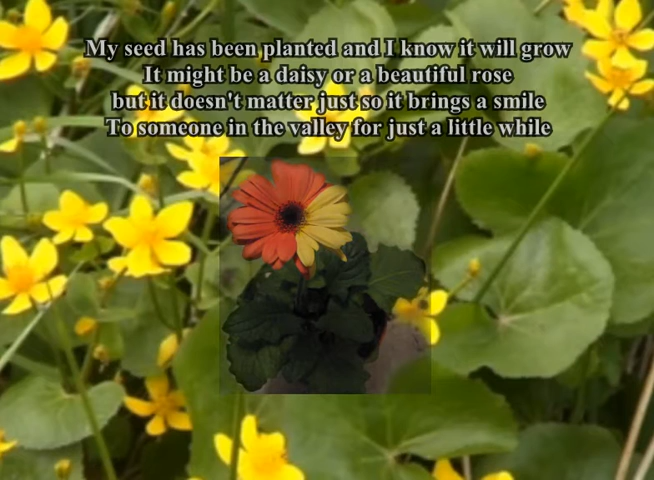 My seed has been planted and I know it will grow
It might be a daisy or a beautiful rose
but it doesn't matter just so it brings a smile
To someone in the valley for just a little while